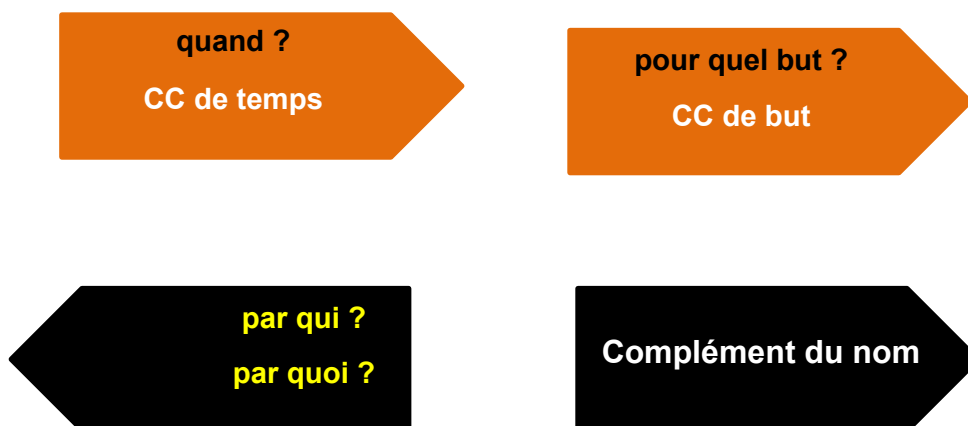 quand ?
CC de temps
pour quel but ?
CC de but
par qui ?
par quoi ?
Complément du nom